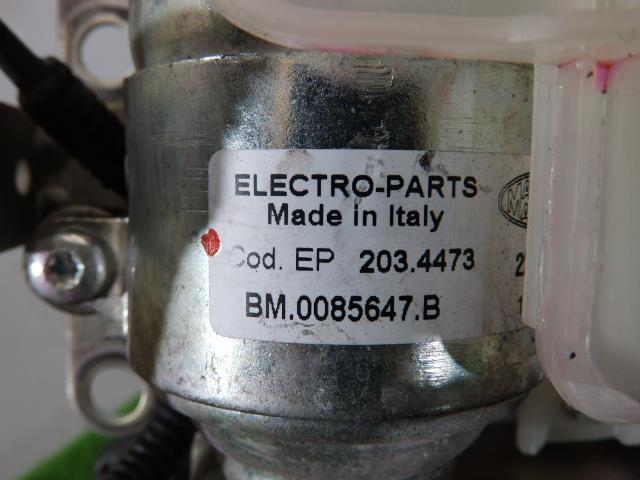 ELECTRO-PARTS
Made in Italy
Cod. EP 203.4473
BM.0085647.B